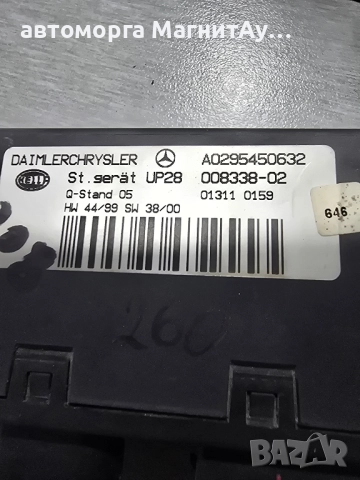 автоморга МагнитАу...
DAIMLERCHRYSLER A0295450632
HELLA St.gerät UP28 008338-02
Q-Stand 05 01311 0159
HW 44/99 SW 38/00
646
260
BAZAR